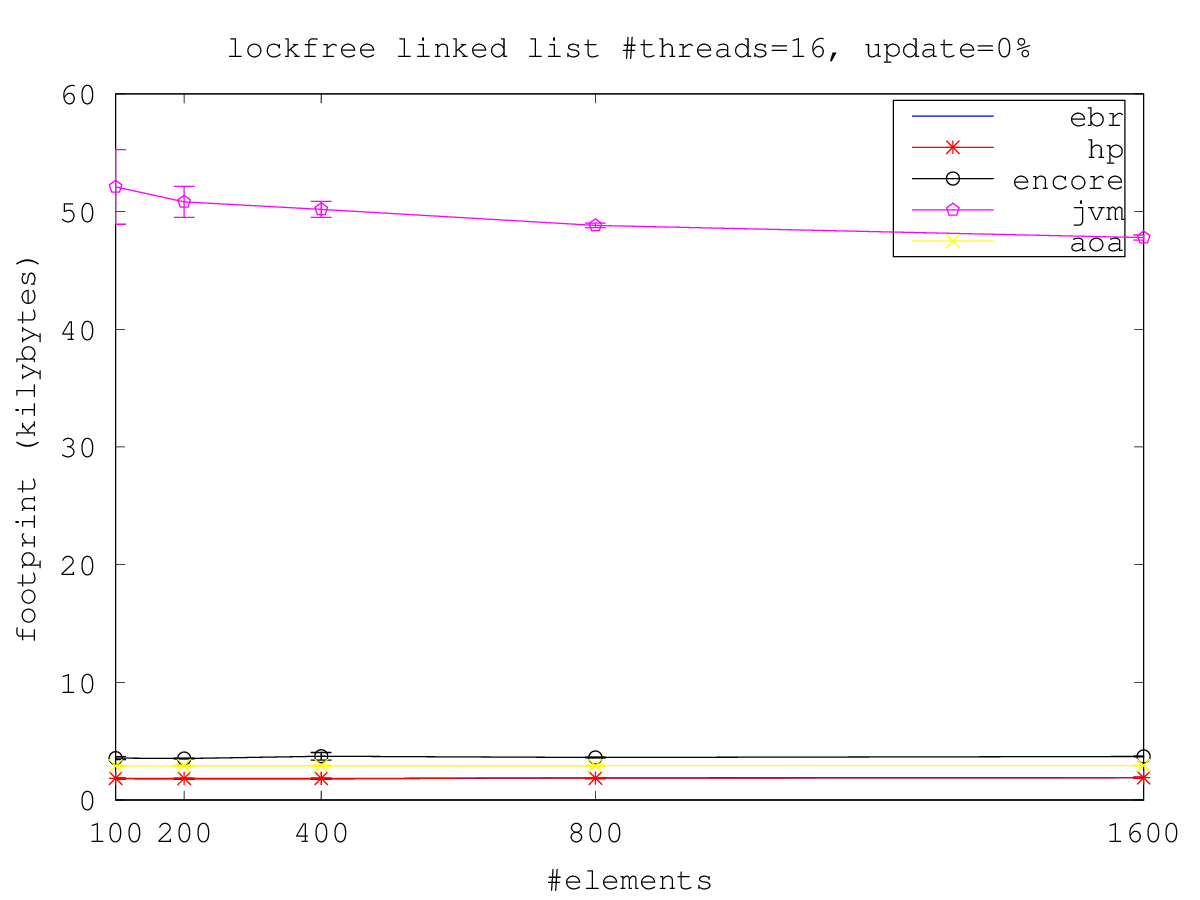 lockfree linked list #threads=16, update=0%
60
50
40
30
20
10
0
footprint (kilybytes)
ebr
hp
encore
jvm
aoa
100 200 400 800 1600
#elements